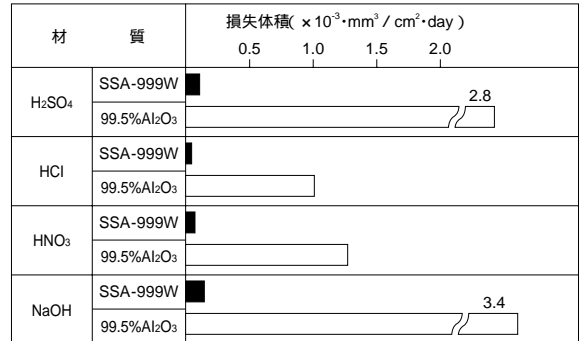 材 質
損失体積( ×10⁻³･mm³ / cm²･day )
0.5 1.0 1.5 2.0
H₂SO₄
SSA-999W
99.5%Al₂O₃
2.8
HCl
SSA-999W
99.5%Al₂O₃
HNO₃
SSA-999W
99.5%Al₂O₃
NaOH
SSA-999W
99.5%Al₂O₃
3.4